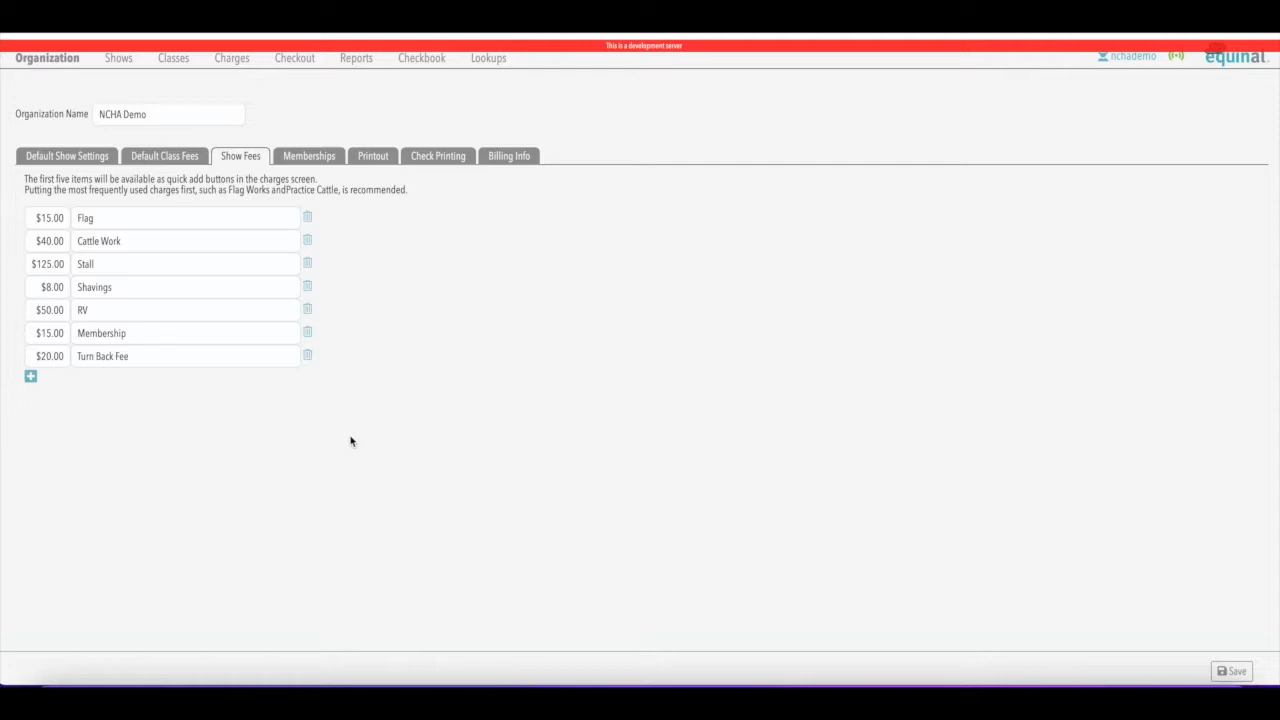 This is a development server
Organization Shows Classes Charges Checkout Reports Checkbook Lookups nchademo equinal.
Organization Name NCHA Demo
Default Show Settings Default Class Fees Show Fees Memberships Printout Check Printing Billing Info
The first five items will be available as quick add buttons in the charges screen.
Putting the most frequently used charges first, such as Flag Works andPractice Cattle, is recommended.
$15.00 Flag
$40.00 Cattle Work
$125.00 Stall
$8.00 Shavings
$50.00 RV
$15.00 Membership
$20.00 Turn Back Fee
Save